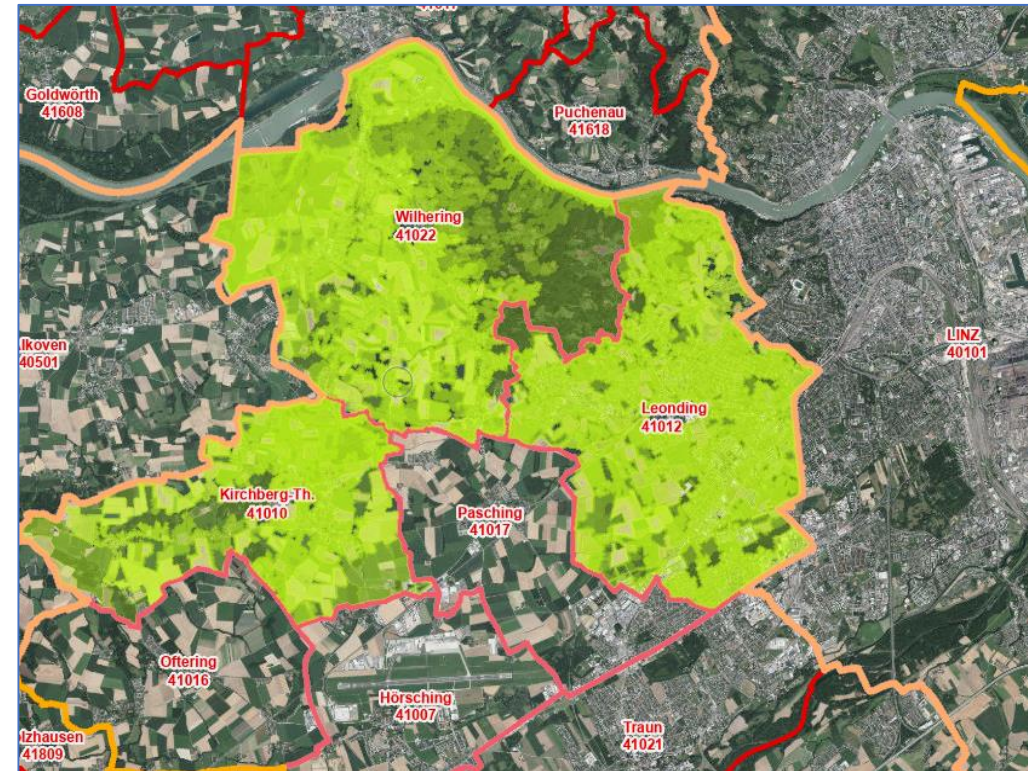 Goldwörth
41608
Puchenau
41618
Wilhering
41022
lkoven
40501
LINZ
40101
Leonding
41012
Kirchberg-Th.
41010
Pasching
41017
Oftering
41016
Hörsching
41007
Traun
41021
lzhausen
41809